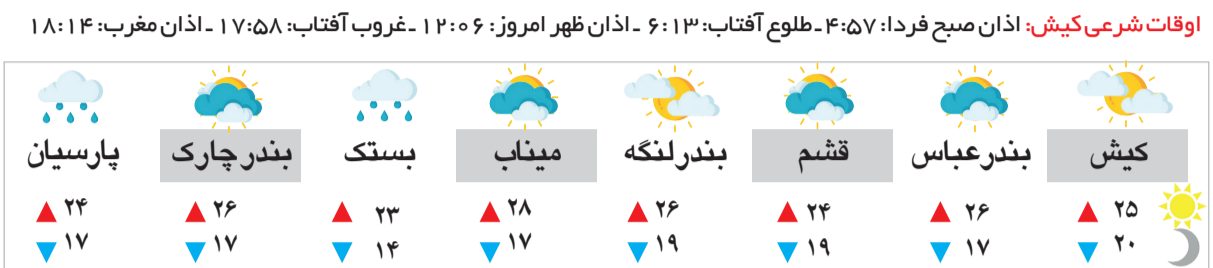 اوقات شرعی کیش: اذان صبح فردا: ۴:۵۷ ـ طلوع آفتاب: ۶:۱۳ ـ اذان ظهر امروز: ۱۲:۰۶ ـ غروب آفتاب: ۱۷:۵۸ ـ اذان مغرب: ۱۸:۱۴
کیش بندرعباس قشم بندرلنگه میناب بستک بندر چارک پارسیان
۲۵ ۲۶ ۲۴ ۲۶ ۲۸ ۲۳ ۲۶ ۲۴
۲۰ ۱۷ ۱۹ ۱۹ ۱۷ ۱۴ ۱۷ ۱۷